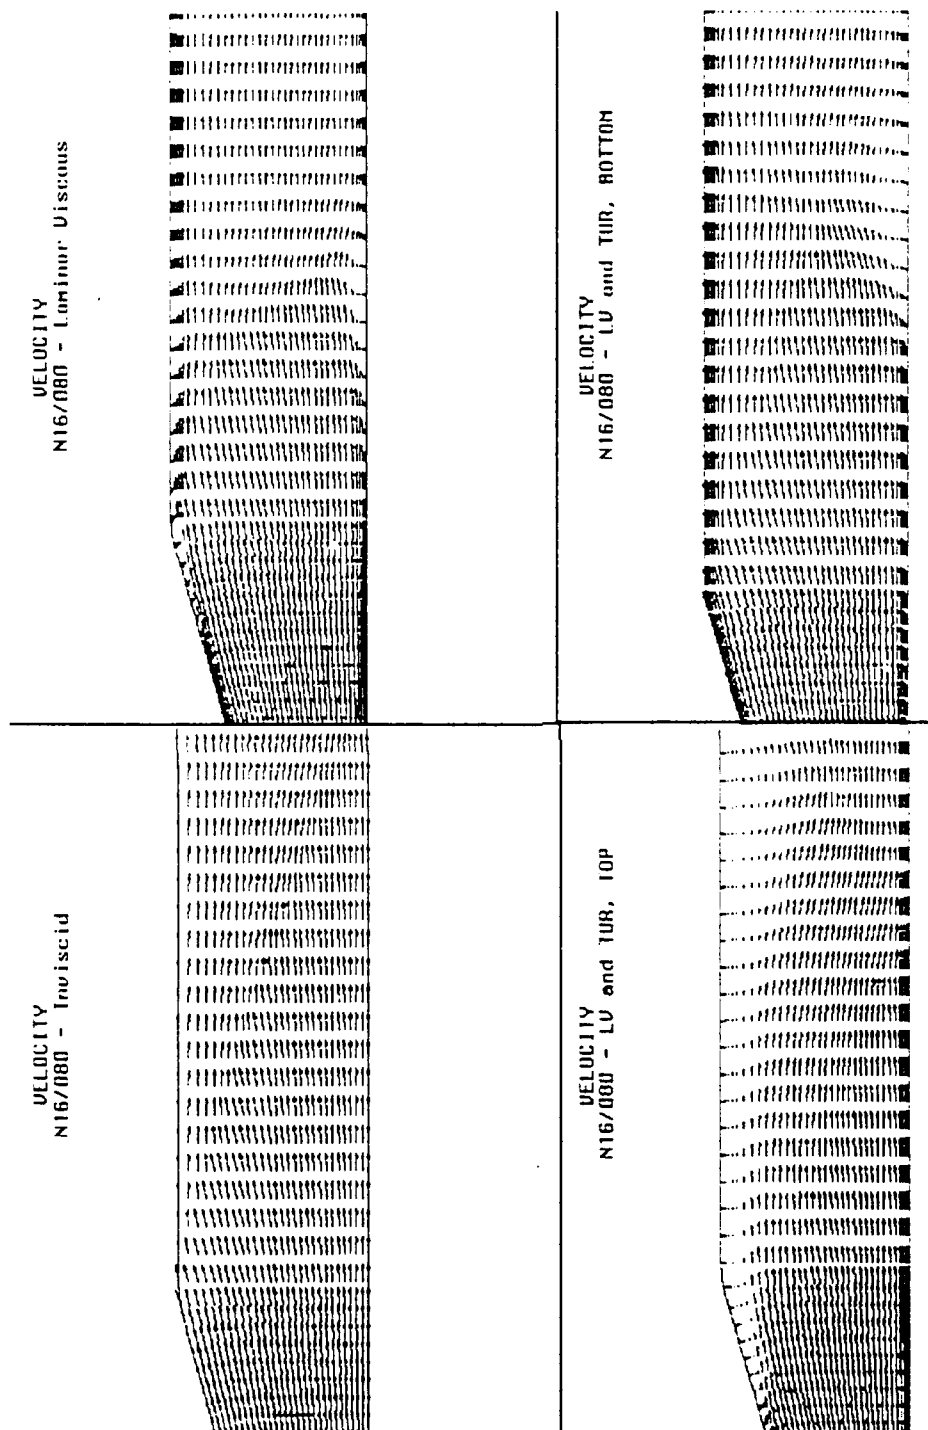 VELOCITY
N16/080 - Inviscid
VELOCITY
N16/080 - Laminar Viscous
VELOCITY
N16/080 - LV and TUR, TOP
VELOCITY
N16/080 - LV and TUR, BOTTOM